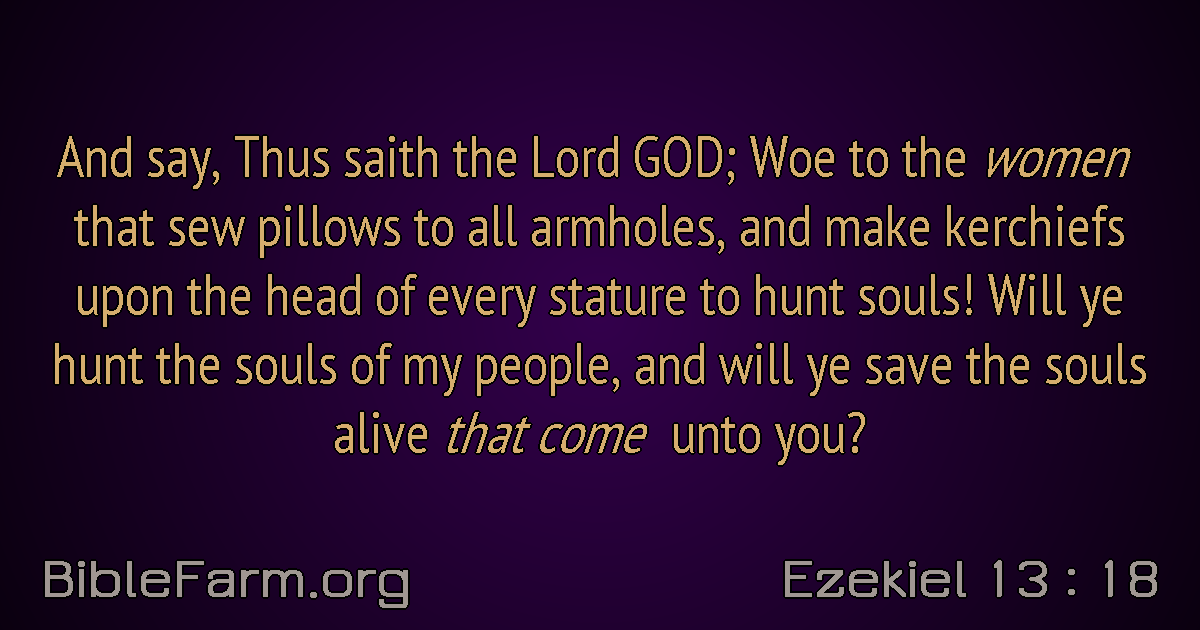 And say, Thus saith the Lord GOD; Woe to the women
that sew pillows to all armholes, and make kerchiefs
upon the head of every stature to hunt souls! Will ye
hunt the souls of my people, and will ye save the souls
alive that come unto you?
BibleFarm.org
Ezekiel 13 : 18